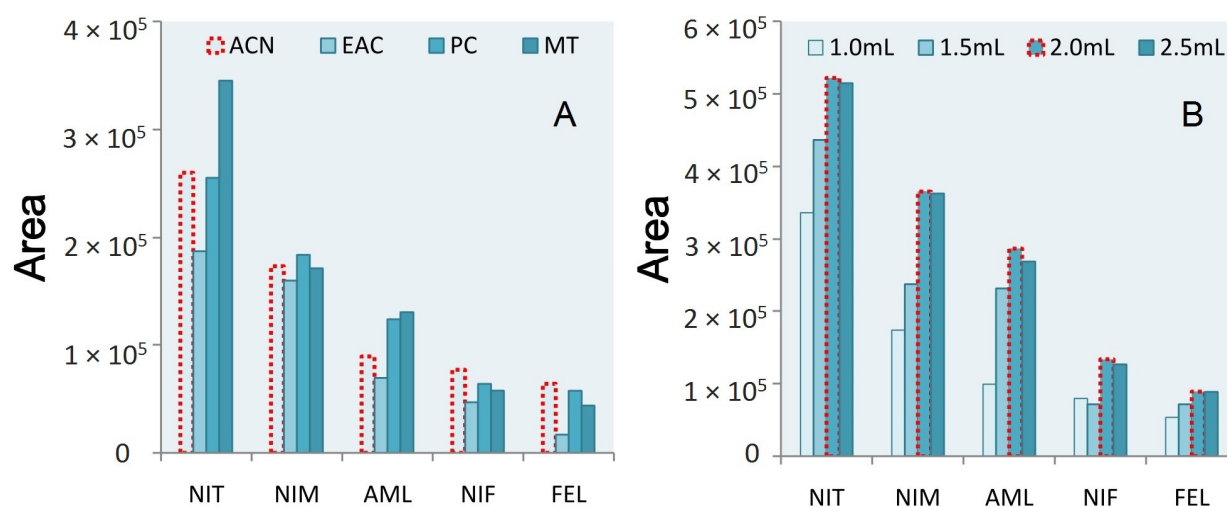 4 × 10⁵
ACN EAC PC MT
A
3 × 10⁵
2 × 10⁵
1 × 10⁵
0
Area
NIT NIM AML NIF FEL
6 × 10⁵
1.0mL 1.5mL 2.0mL 2.5mL
B
5 × 10⁵
4 × 10⁵
3 × 10⁵
2 × 10⁵
1 × 10⁵
0
Area
NIT NIM AML NIF FEL